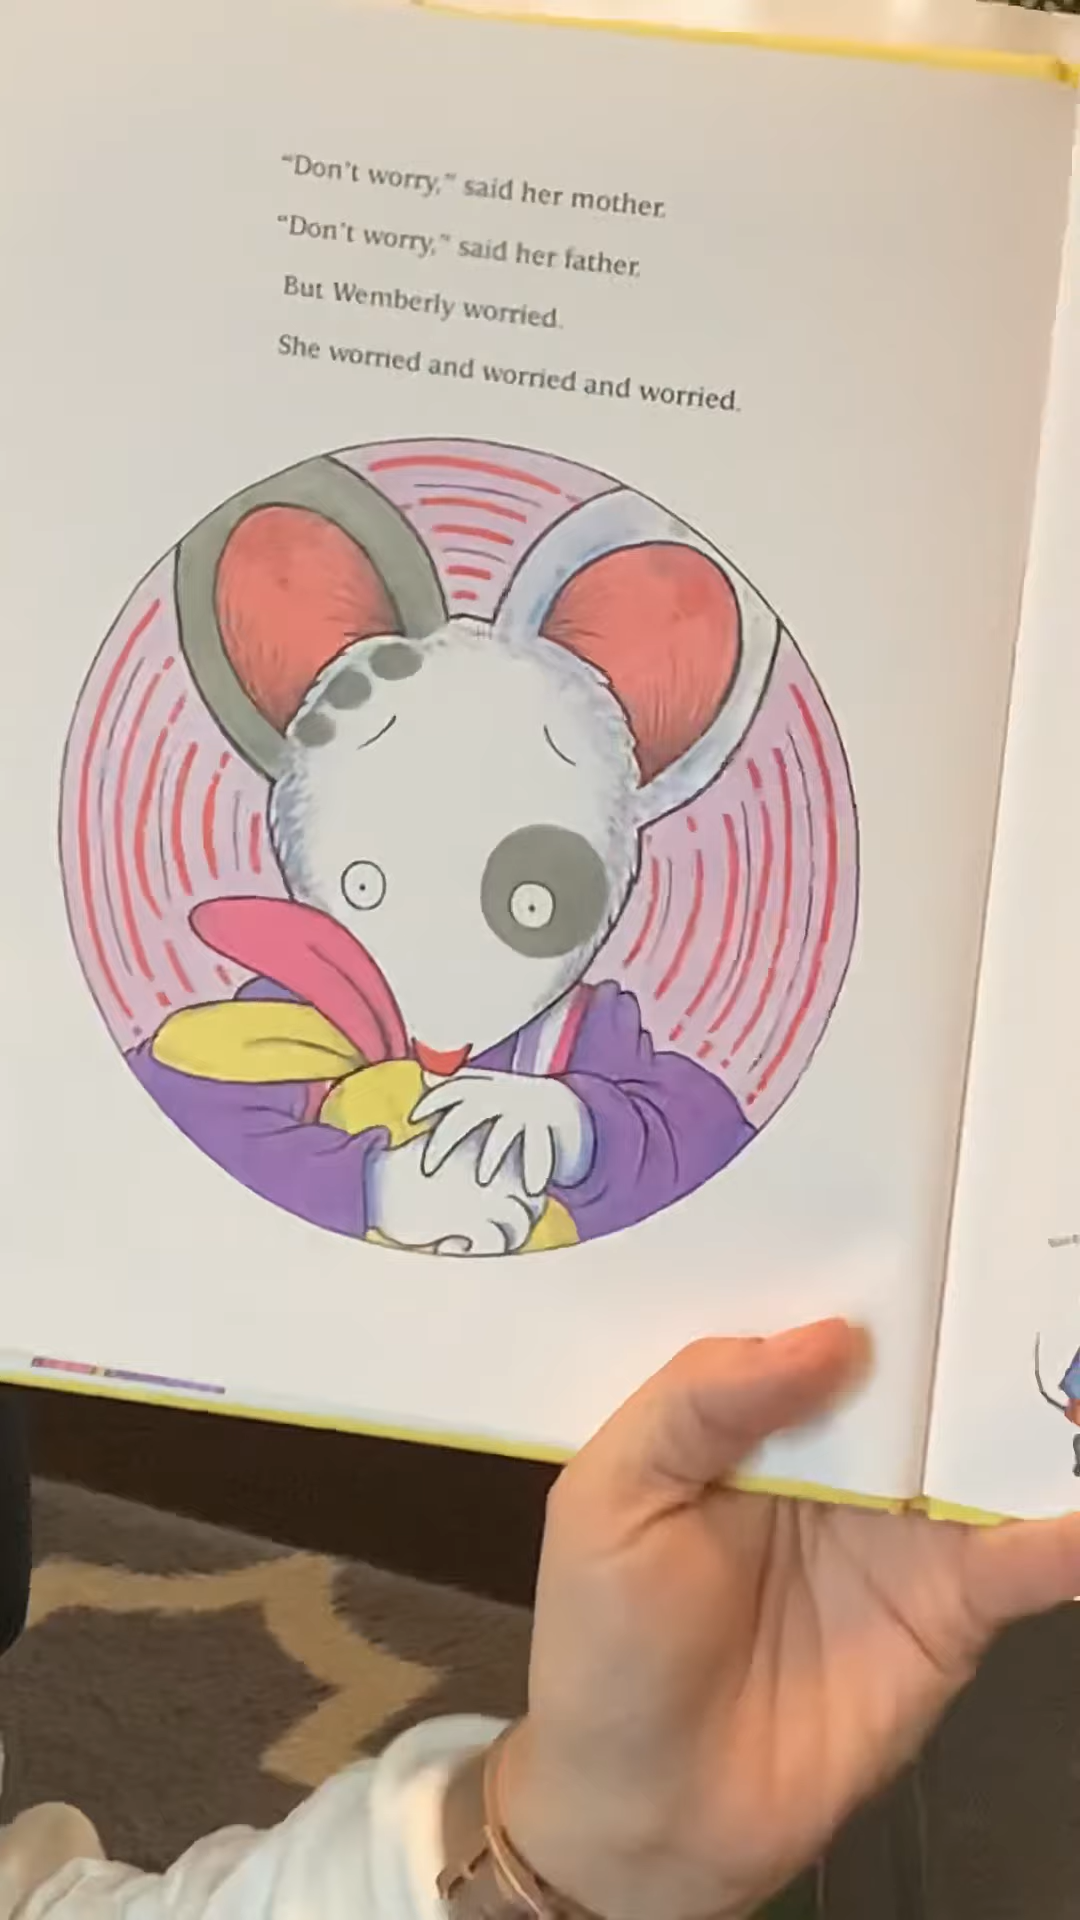 “Don’t worry,” said her mother.
“Don’t worry,” said her father.
But Wemberly worried.
She worried and worried and worried.